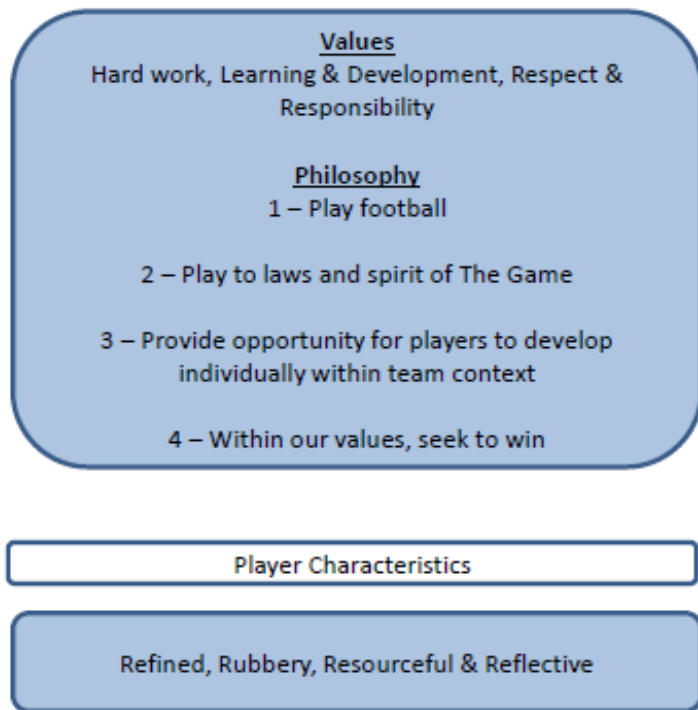 Values
Hard work, Learning & Development, Respect &
Responsibility
Philosophy
1 – Play football
2 – Play to laws and spirit of The Game
3 – Provide opportunity for players to develop
individually within team context
4 – Within our values, seek to win
Player Characteristics
Refined, Rubbery, Resourceful & Reflective